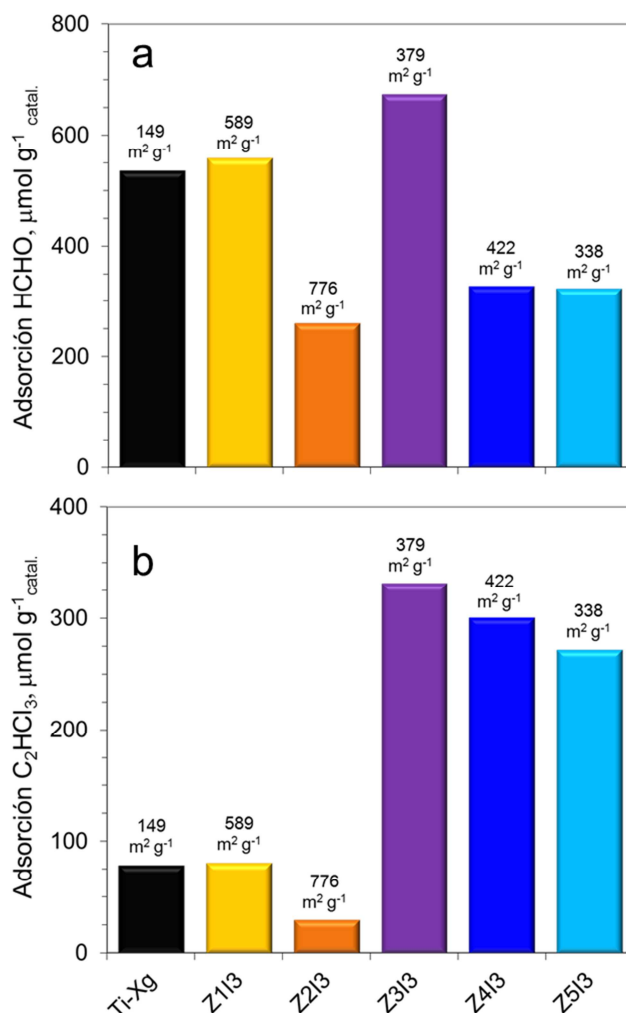 a
Adsorción HCHO, μmol g⁻¹ catal.
800
600
400
200
0
149
m² g⁻¹
589
m² g⁻¹
776
m² g⁻¹
379
m² g⁻¹
422
m² g⁻¹
338
m² g⁻¹
b
Adsorción C₂HCl₃, μmol g⁻¹ catal.
400
300
200
100
0
149
m² g⁻¹
589
m² g⁻¹
776
m² g⁻¹
379
m² g⁻¹
422
m² g⁻¹
338
m² g⁻¹
Ti-Xg
Z1I3
Z2I3
Z3I3
Z4I3
Z5I3